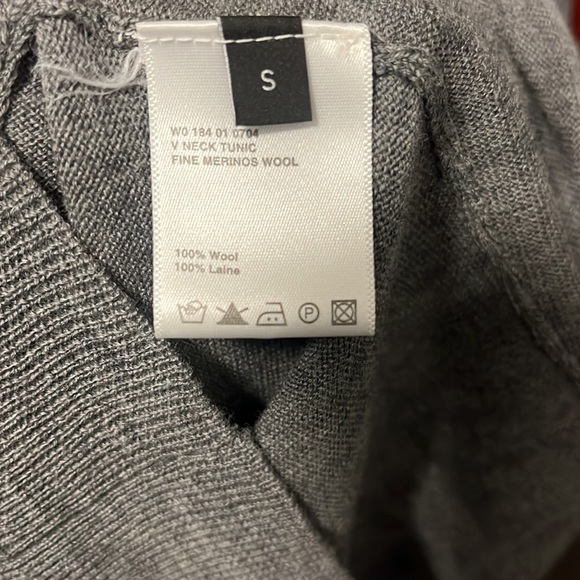 S
W0 184 01 0704
V NECK TUNIC
FINE MERINOS WOOL
100% Wool
100% Laine
P